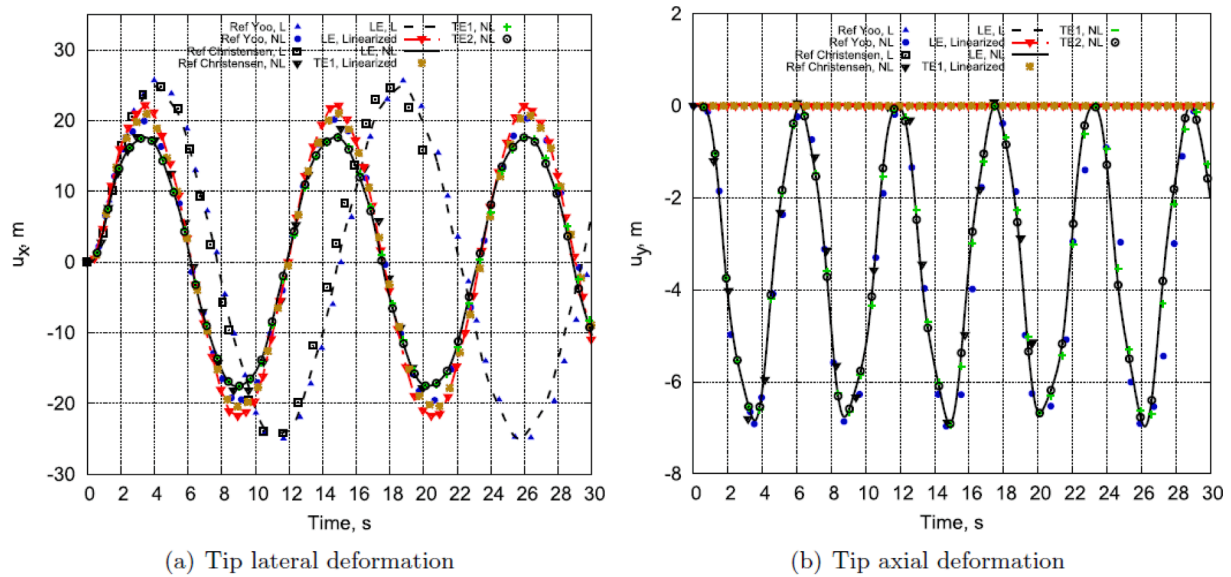 Ref Yoo, L
Ref Yoo, NL
Ref Christensen, L
Ref Christensen, NL
LE, L
LE, Linearized
LE, NL
TE1, Linearized
TE1, NL
TE2, NL
35
30
20
10
0
-10
-20
-30
ux, m
0 2 4 6 8 10 12 14 16 18 20 22 24 26 28 30
Time, s
(a) Tip lateral deformation
Ref Yoo, L
Ref Yoo, NL
Ref Christensen, L
Ref Christensen, NL
LE, L
LE, Linearized
LE, NL
TE1, Linearized
TE1, NL
TE2, NL
2
0
-2
-4
-6
-8
uy, m
0 2 4 6 8 10 12 14 16 18 20 22 24 26 28 30
Time, s
(b) Tip axial deformation